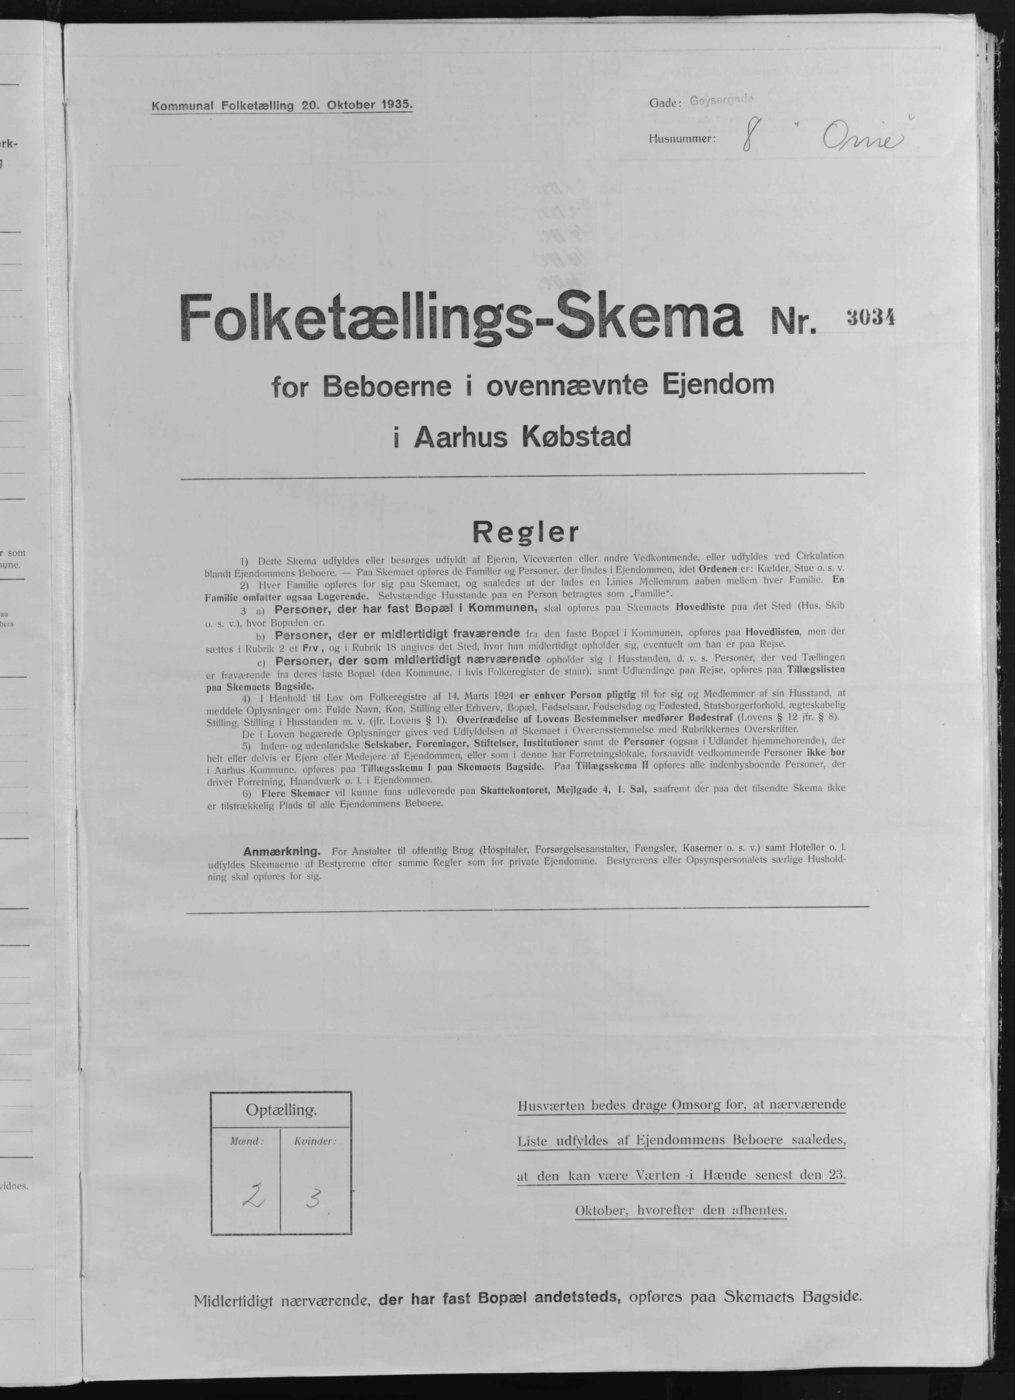 Kommunal Folketælling 20. Oktober 1935.
Gade: Geysergade
Husnummer: 8 "Omie"
Folketællings-Skema Nr. 3034
for Beboerne i ovennævnte Ejendom
i Aarhus Købstad
Regler
1) Dette Skema udfyldes eller besørges udfyldt af Ejeren, Viceværten eller andre Vedkommende, eller udfyldes ved Cirkulation
blandt Ejendommens Beboere. — Paa Skemaet opføres de Familier og Personer, der findes i Ejendommen, idet Ordenen er: Kælder, Stue o. s. v.
2) Hver Familie opføres for sig paa Skemaet, og saaledes at der lades en Linies Mellemrum aaben mellem hver Familie. En
Familie omfatter ogsaa Logerende. Selvstændige Husstande paa en Person betragtes som „Familie“.
3 a) Personer, der har fast Bopæl i Kommunen, skal opføres paa Skemaets Hovedliste paa det Sted (Hus, Skib
o. s. v.), hvor Bopælen er.
b) Personer, der er midlertidigt fraværende fra den faste Bopæl i Kommunen, opføres paa Hovedlisten, men der
sættes i Rubrik 2 et Frv., og i Rubrik 18 angives det Sted, hvor han midlertidigt opholder sig, eventuelt om han er paa Rejse.
c) Personer, der som midlertidigt nærværende opholder sig i Husstanden, d. v. s. Personer, der ved Tællingen
er fraværende fra deres faste Bopæl (den Kommune, i hvis Folkeregister de staar), samt Udlændinge paa Rejse, opføres paa Tillægslisten
paa Skemaets Bagside.
4) I Henhold til Lov om Folkeregistre af 14. Marts 1924 er enhver Person pligtig til for sig og Medlemmer af sin Husstand, at
meddele Oplysninger om: Fulde Navn, Køn, Stilling eller Erhverv, Bopæl, Fødselsaar, Fødselsdag og Fødested, Statsborgerforhold, ægteskabelig
Stilling, Stilling i Husstanden m. v. (jfr. Lovens § 1). Overtrædelse af Lovens Bestemmelser medfører Bødestraf (Lovens § 12 jfr. § 8).
De i Loven begærede Oplysninger gives ved Udfyldelsen af Skemaet i Overensstemmelse med Rubrikkernes Overskrifter.
5) Inden- og udenlandske Selskaber, Foreninger, Stiftelser, Institutioner samt de Personer (ogsaa i Udlandet hjemmehørende), der
helt eller delvis er Ejere eller Medejere af Ejendommen, eller som i denne har Forretningslokale, forsaavidt vedkommende Personer ikke bor
i Aarhus Kommune, opføres paa Tillægsskema I paa Skemaets Bagside. Paa Tillægsskema II opføres alle indenbysboende Personer, der
driver Forretning, Haandværk o. l. i Ejendommen.
6) Flere Skemaer vil kunne faas udleverede paa Skattekontoret, Mejlgade 4, 1. Sal, saafremt der paa det tilsendte Skema ikke
er tilstrækkelig Plads til alle Ejendommens Beboere.
Anmærkning. For Anstalter til offentlig Brug (Hospitaler, Forsørgelsesanstalter, Fængsler, Kaserner o. s. v.) samt Hoteller o. l.
udfyldes Skemaerne af Bestyrerne efter samme Regler som for private Ejendomme. Bestyrerens eller Opsynspersonalets særlige Hushold-
ning skal opføres for sig.
Optælling.
Mænd: Kvinder:
2 3
Husværten bedes drage Omsorg for, at nærværende
Liste udfyldes af Ejendommens Beboere saaledes,
at den kan være Værten i Hænde senest den 23.
Oktober, hvorefter den afhentes.
Midlertidigt nærværende, der har fast Bopæl andetsteds, opføres paa Skemaets Bagside.